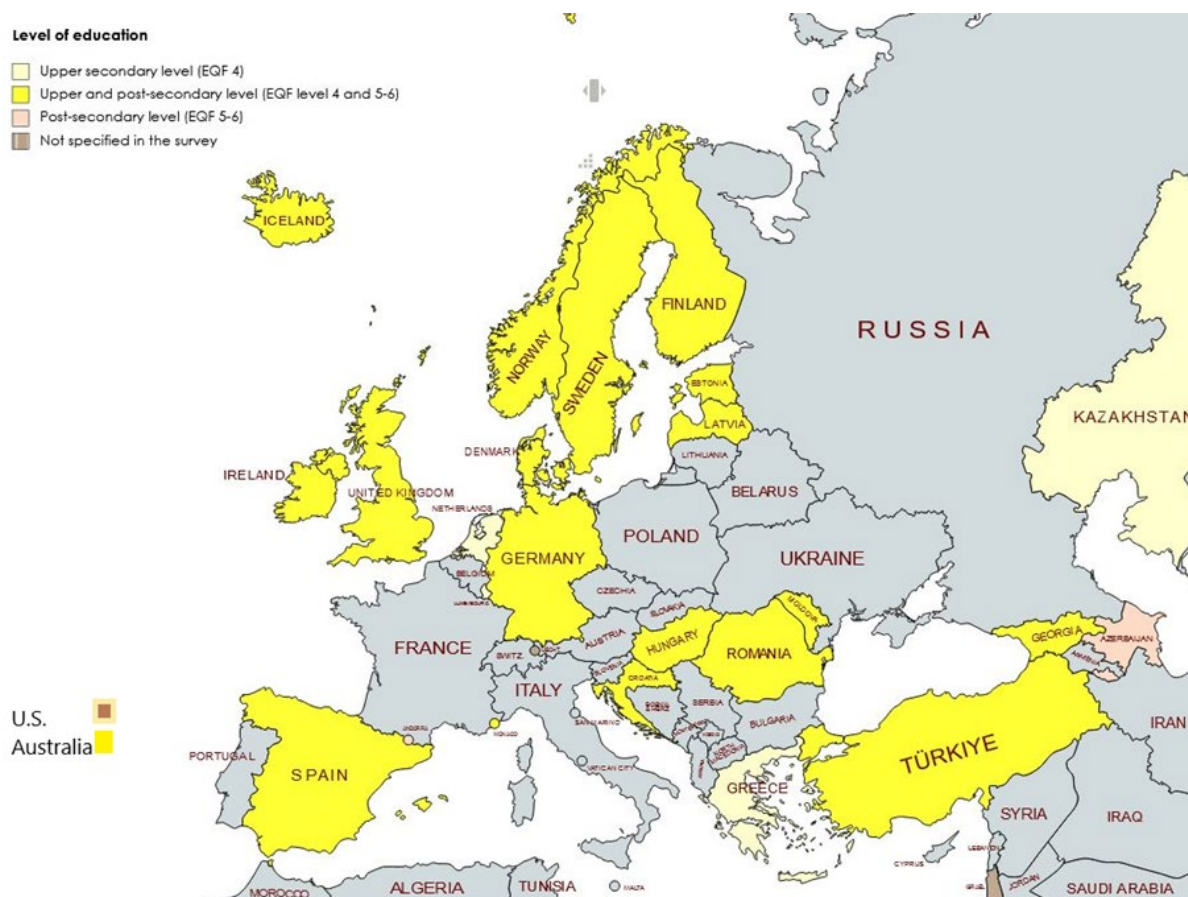 Level of education
Upper secondary level (EQF 4)
Upper and post-secondary level (EQF level 4 and 5-6)
Post-secondary level (EQF 5-6)
Not specified in the survey
ICELAND
FINLAND
NORWAY
SWEDEN
RUSSIA
ESTONIA
KAZAKHSTAN
LATVIA
DENMARK
LITHUANIA
IRELAND
UNITED KINGDOM
BELARUS
NETHERLANDS
POLAND
GERMANY
UKRAINE
BELGIUM
CZECHIA
LUXEMBOURG
SLOVAKIA
MOLDOVA
AUSTRIA
HUNGARY
GEORGIA
AZERBAIJAN
FRANCE
SWITZ.
ROMANIA
ARMENIA
SLOVENIA
CROATIA
ITALY
SERBIA
U.S.
SAN MARINO
BULGARIA
IRAN
ANDORRA
MONACO
Australia
PORTUGAL
NORTH
MACEDONIA
TÜRKIYE
SPAIN
VATICAN CITY
GREECE
SYRIA
IRAQ
LEBANON
CYPRUS
JORDAN
MOROCCO
ALGERIA
TUNISIA
MALTA
SAUDI ARABIA